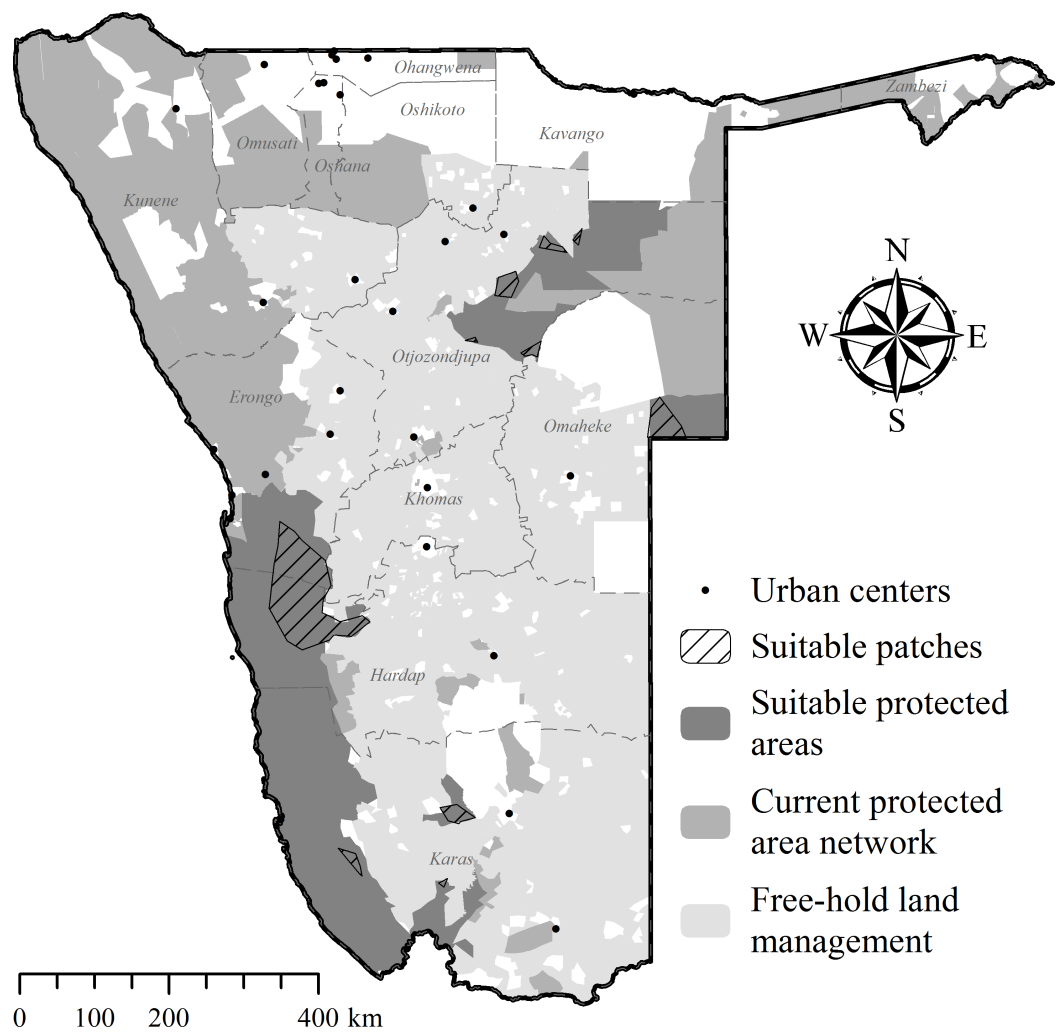 Ohangwena
Zambezi
Oshikoto
Kavango
Omusati
Oshana
Kunene
N
W
E
S
Otjozondjupa
Erongo
Omaheke
Khomas
Hardap
Karas
Urban centers
Suitable patches
Suitable protected
areas
Current protected
area network
Free-hold land
management
0 100 200 400 km